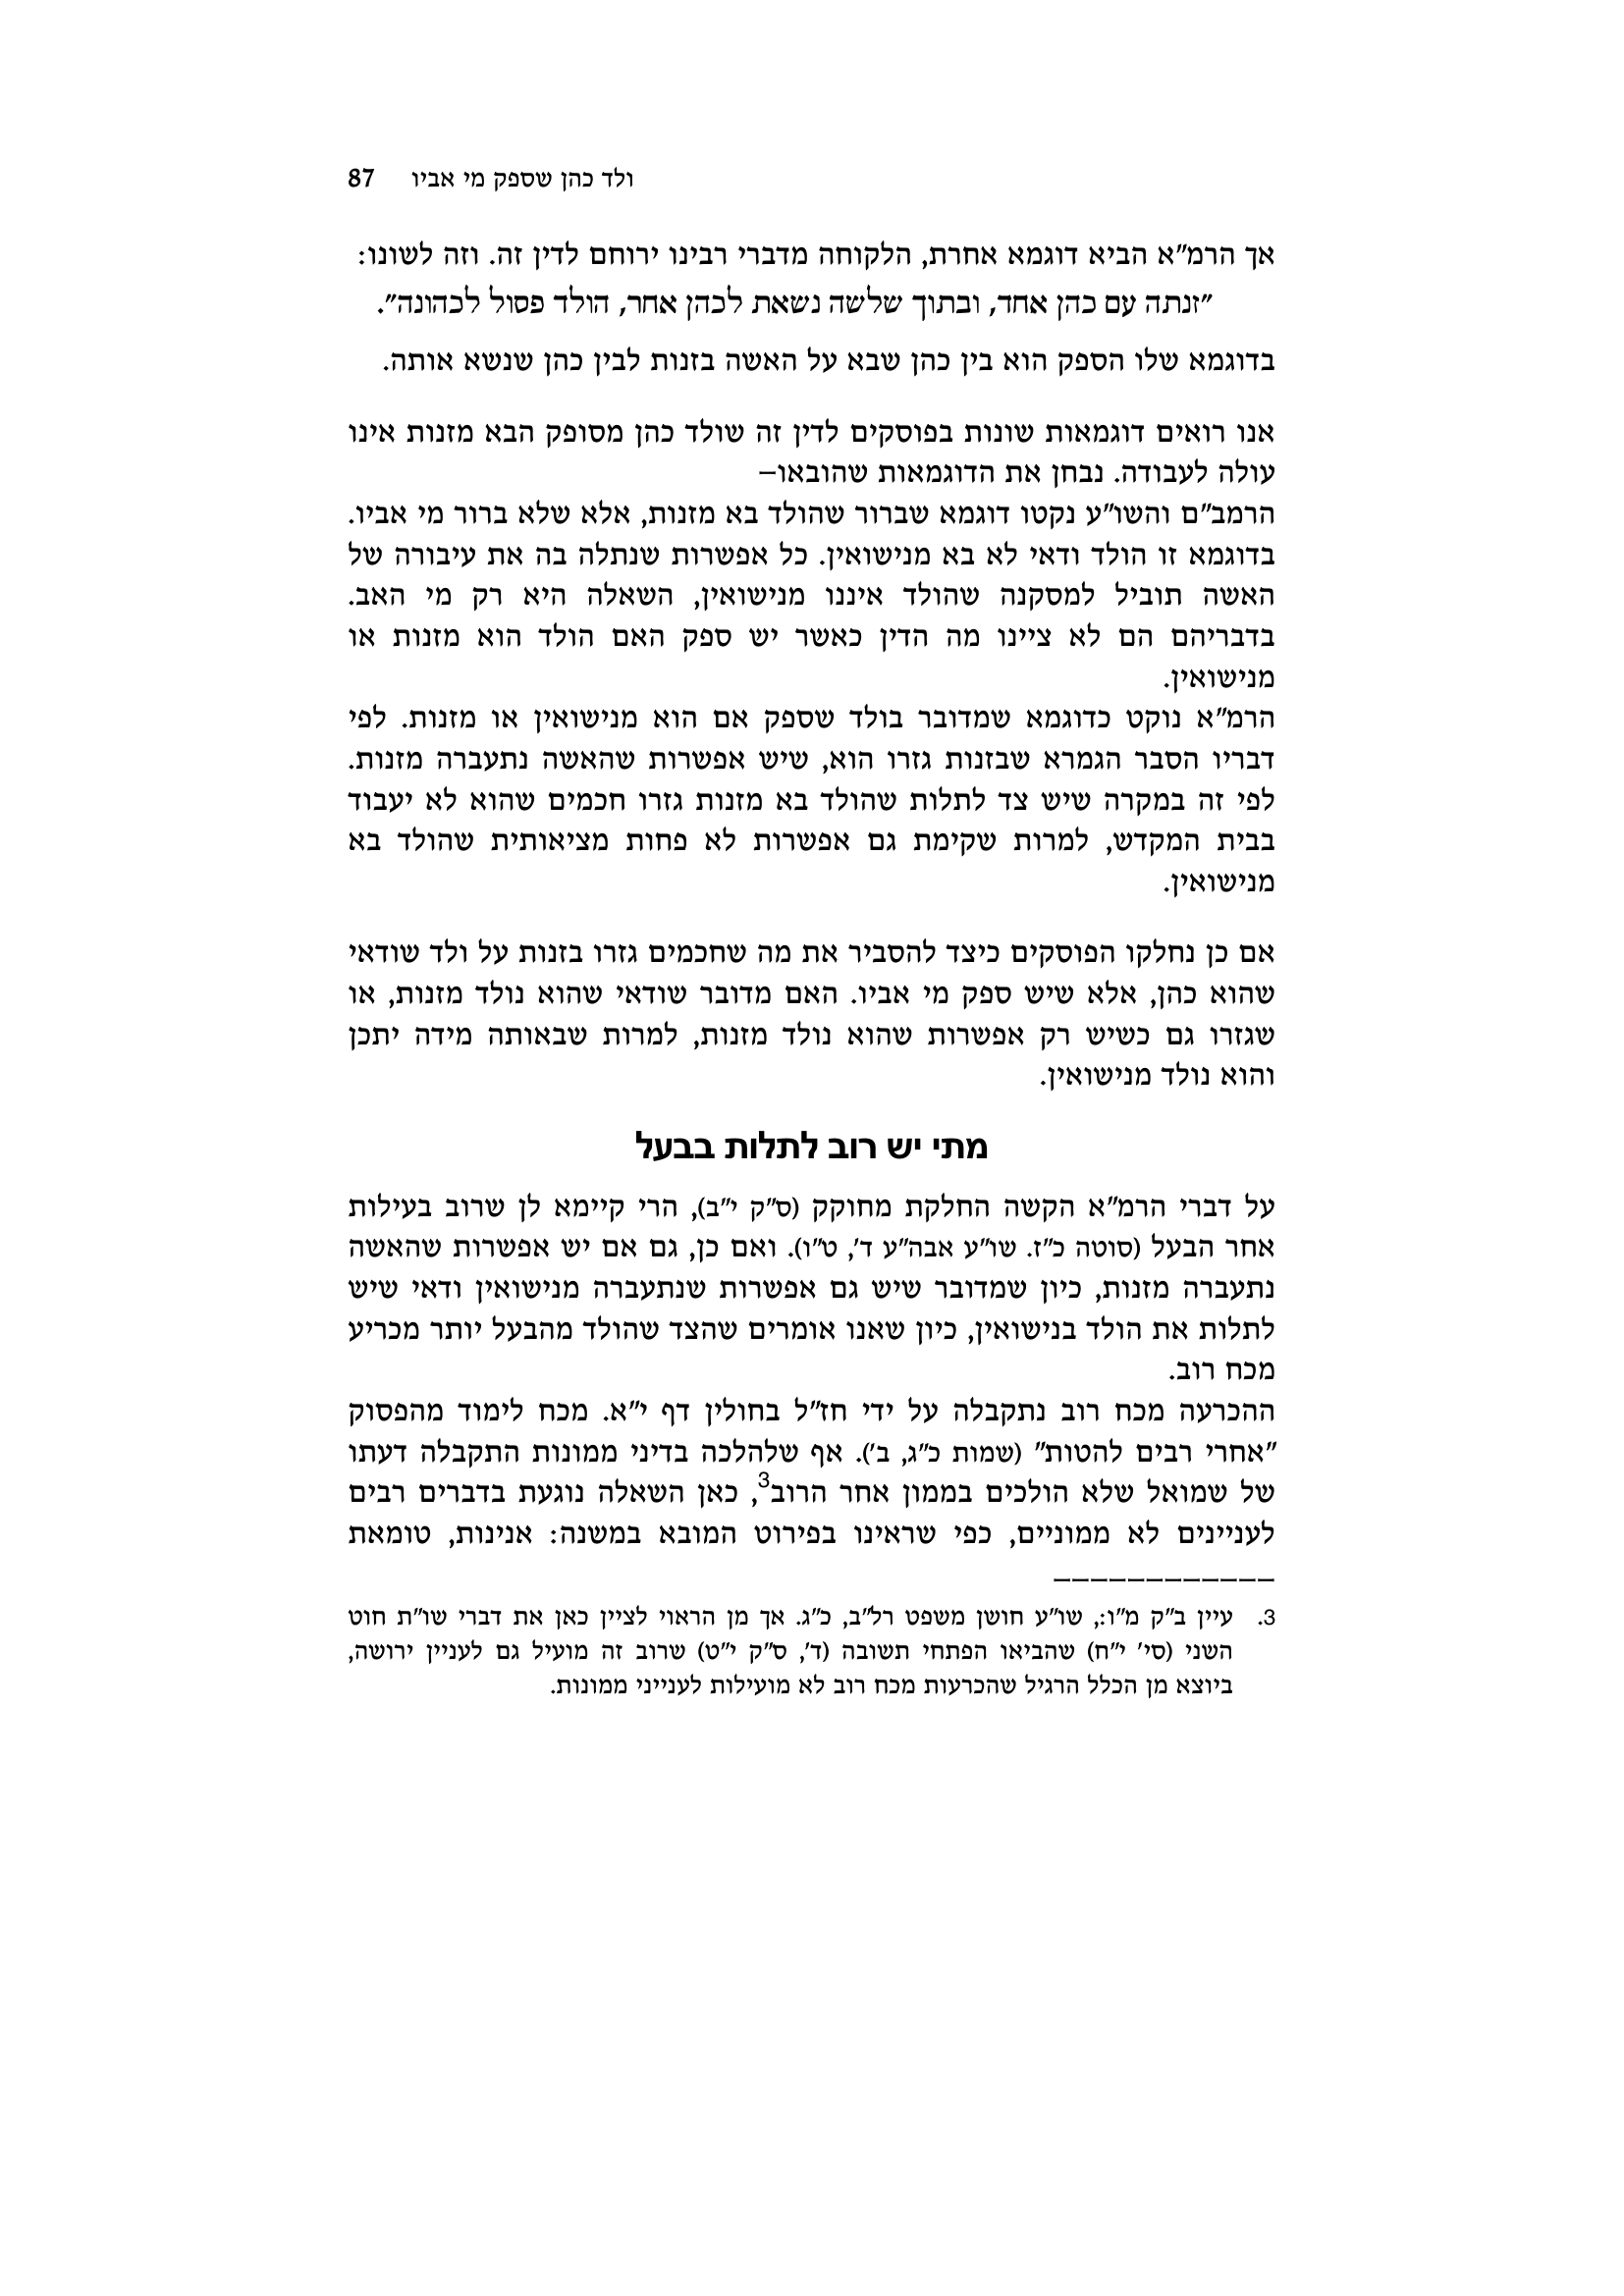 ולד כהן שספק מי אביו 87
אך הרמ"א הביא דוגמא אחרת, הלקוחה מדברי רבינו ירוחם לדין זה. וזה לשונו:
"זנתה עם כהן אחד, ובתוך שלשה נשאת לכהן אחר, הולד פסול לכהונה".
בדוגמא שלו הספק הוא בין כהן שבא על האשה בזנות לבין כהן שנשא אותה.
אנו רואים דוגמאות שונות בפוסקים לדין זה שולד כהן מסופק הבא מזנות אינו
עולה לעבודה. נבחן את הדוגמאות שהובאו–
הרמב"ם והשו"ע נקטו דוגמא שברור שהולד בא מזנות, אלא שלא ברור מי אביו.
בדוגמא זו הולד ודאי לא בא מנישואין. כל אפשרות שנתלה בה את עיבורה של
האשה תוביל למסקנה שהולד איננו מנישואין, השאלה היא רק מי האב.
בדבריהם הם לא ציינו מה הדין כאשר יש ספק האם הולד הוא מזנות או
מנישואין.
הרמ"א נוקט כדוגמא שמדובר בולד שספק אם הוא מנישואין או מזנות. לפי
דבריו הסבר הגמרא שבזנות גזרו הוא, שיש אפשרות שהאשה נתעברה מזנות.
לפי זה במקרה שיש צד לתלות שהולד בא מזנות גזרו חכמים שהוא לא יעבוד
בבית המקדש, למרות שקימת גם אפשרות לא פחות מציאותית שהולד בא
מנישואין.
אם כן נחלקו הפוסקים כיצד להסביר את מה שחכמים גזרו בזנות על ולד שודאי
שהוא כהן, אלא שיש ספק מי אביו. האם מדובר שודאי שהוא נולד מזנות, או
שגזרו גם כשיש רק אפשרות שהוא נולד מזנות, למרות שבאותה מידה יתכן
והוא נולד מנישואין.
מתי יש רוב לתלות בבעל
על דברי הרמ"א הקשה החלקת מחוקק (ס"ק י"ב), הרי קיימא לן שרוב בעילות
אחר הבעל (סוטה כ"ז. שו"ע אבה"ע ד', ט"ו). ואם כן, גם אם יש אפשרות שהאשה
נתעברה מזנות, כיון שמדובר שיש גם אפשרות שנתעברה מנישואין ודאי שיש
לתלות את הולד בנישואין, כיון שאנו אומרים שהצד שהולד מהבעל יותר מכריע
מכח רוב.
ההכרעה מכח רוב נתקבלה על ידי חז"ל בחולין דף י"א. מכח לימוד מהפסוק
"אחרי רבים להטות" (שמות כ"ג, ב'). אף שלהלכה בדיני ממונות התקבלה דעתו
של שמואל שלא הולכים בממון אחר הרוב3, כאן השאלה נוגעת בדברים רבים
לעניינים לא ממוניים, כפי שראינו בפירוט המובא במשנה: אנינות, טומאת
3. עיין ב"ק מ"ו:, שו"ע חושן משפט רל"ב, כ"ג. אך מן הראוי לציין כאן את דברי שו"ת חוט
השני (סי' י"ח) שהביאו הפתחי תשובה (ד', ס"ק י"ט) שרוב זה מועיל גם לעניין ירושה,
ביוצא מן הכלל הרגיל שהכרעות מכח רוב לא מועילות לענייני ממונות.